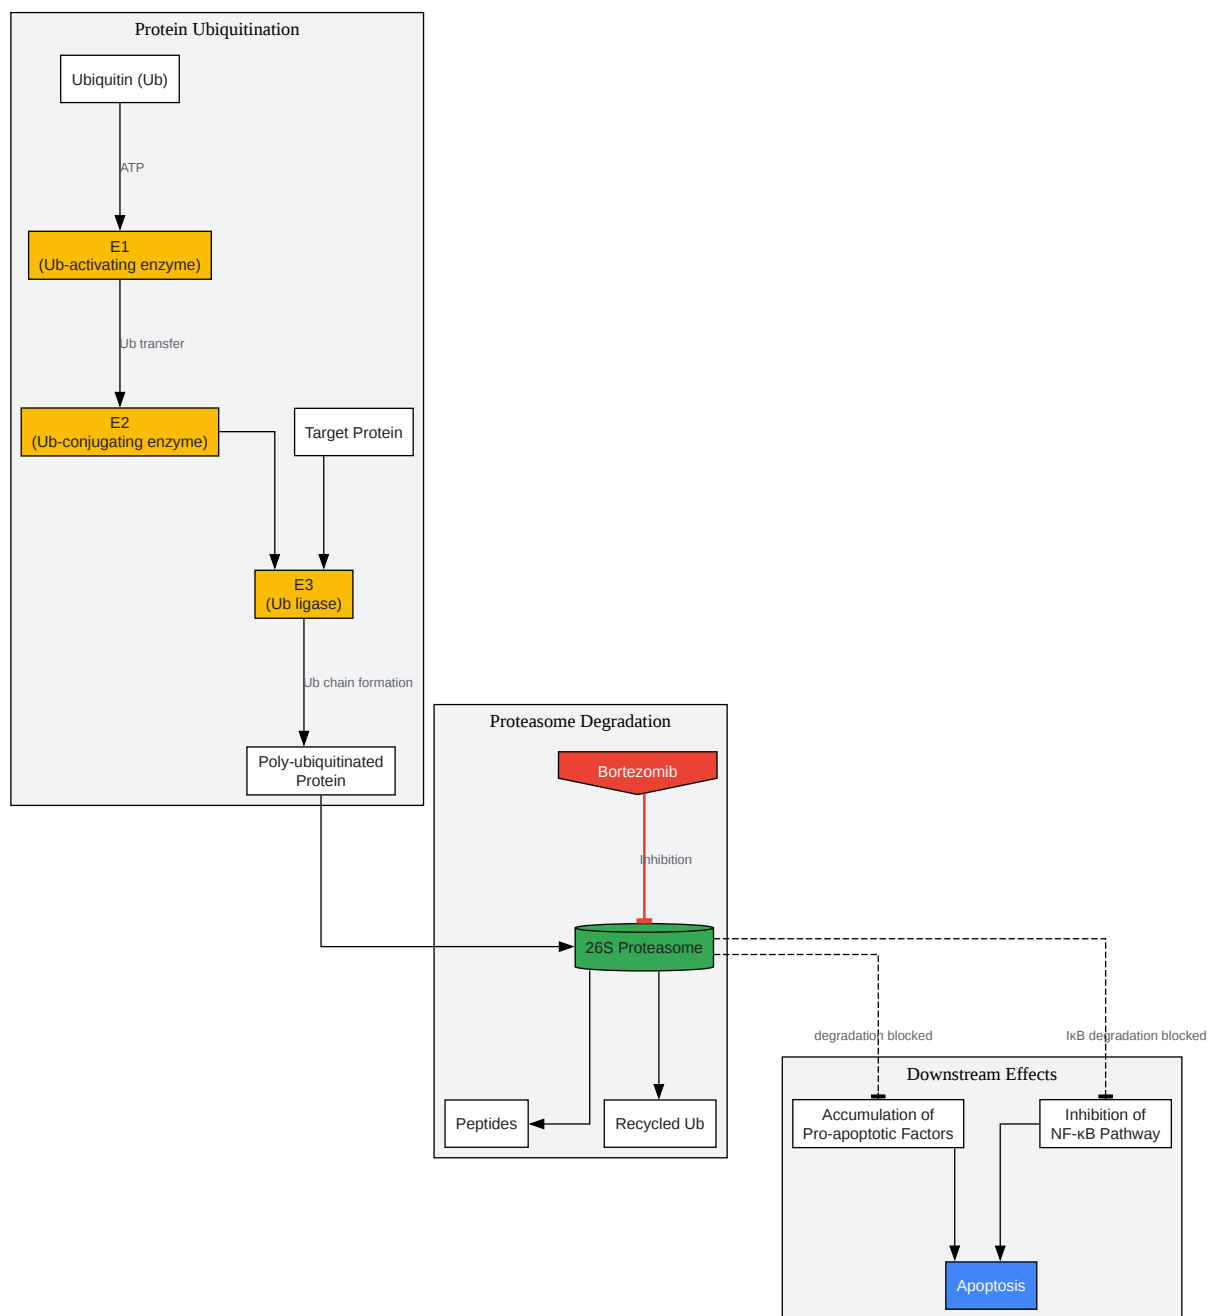 Protein Ubiquitination
Ubiquitin (Ub)
ATP
E1
(Ub-activating enzyme)
Ub transfer
E2
(Ub-conjugating enzyme)
Target Protein
E3
(Ub ligase)
Ub chain formation
Poly-ubiquitinated
Protein
Proteasome Degradation
Bortezomib
Inhibition
26S Proteasome
Peptides
Recycled Ub
degradation blocked
IκB degradation blocked
Downstream Effects
Accumulation of
Pro-apoptotic Factors
Inhibition of
NF-κB Pathway
Apoptosis